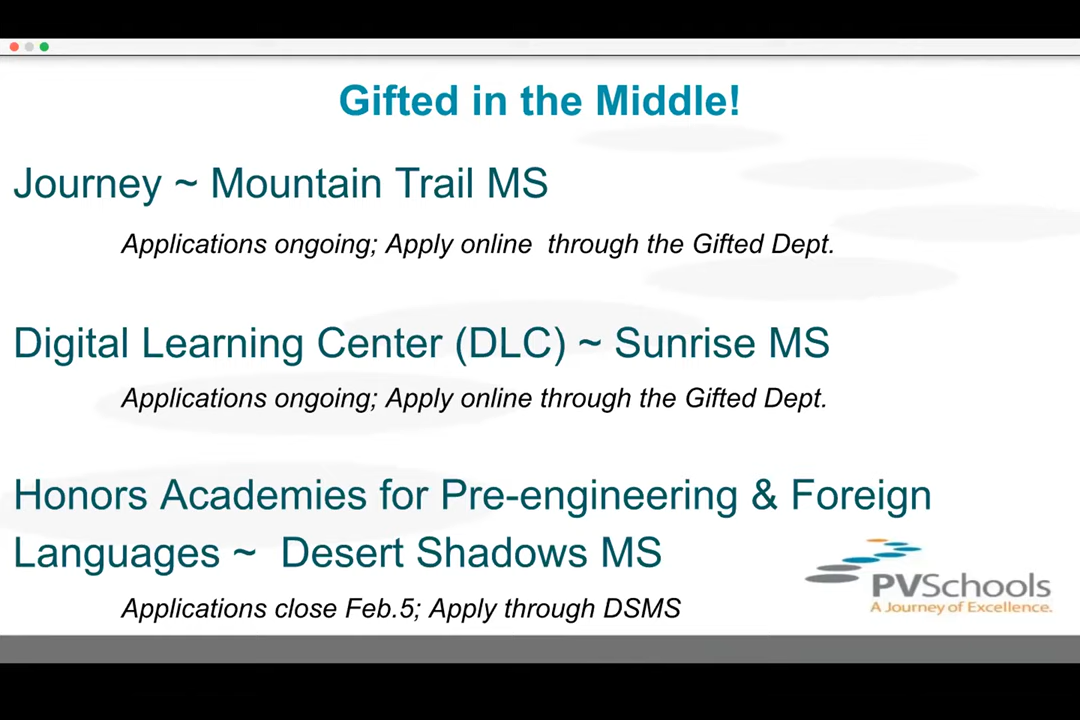 Gifted in the Middle!
Journey ~ Mountain Trail MS
Applications ongoing; Apply online  through the Gifted Dept.
Digital Learning Center (DLC) ~ Sunrise MS
Applications ongoing; Apply online through the Gifted Dept.
Honors Academies for Pre-engineering & Foreign
Languages ~  Desert Shadows MS
Applications close Feb.5; Apply through DSMS
PVSchools
A Journey of Excellence.